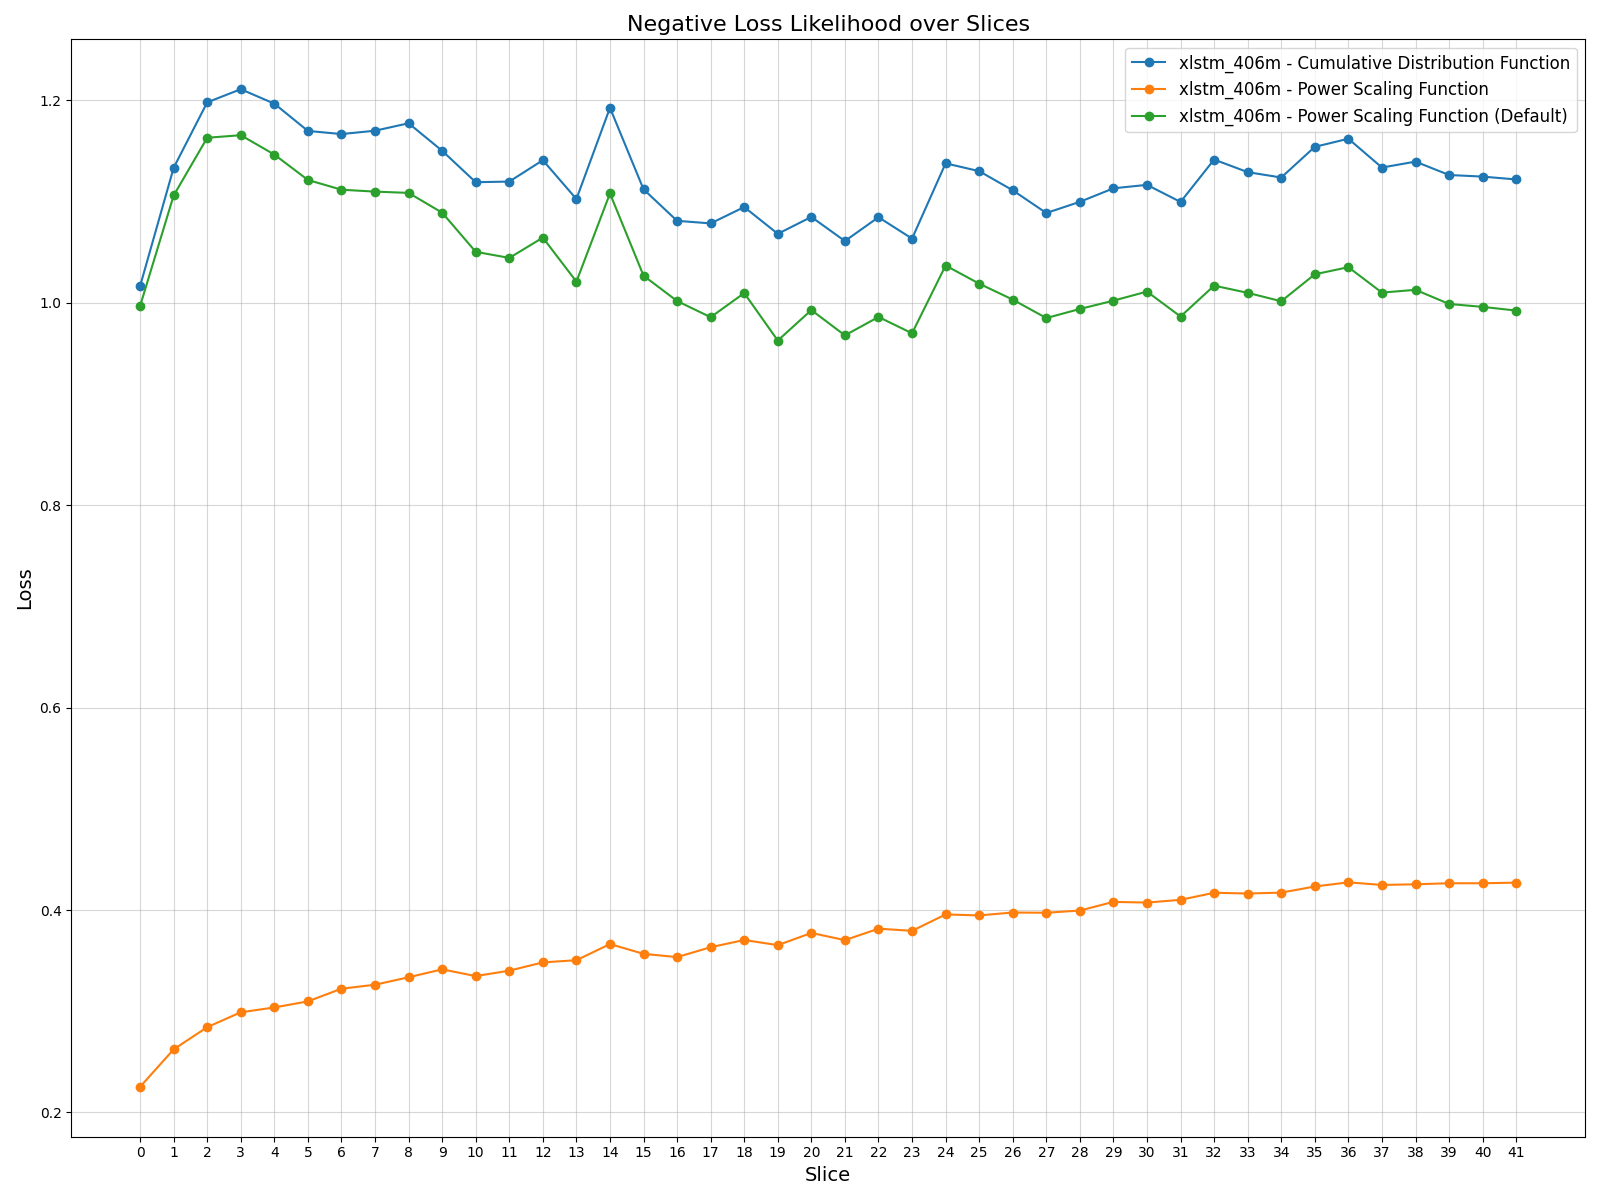 Negative Loss Likelihood over Slices
xlstm_406m - Cumulative Distribution Function
xlstm_406m - Power Scaling Function
xlstm_406m - Power Scaling Function (Default)
1.2
1.0
0.8
0.6
0.4
0.2
Loss
0 1 2 3 4 5 6 7 8 9 10 11 12 13 14 15 16 17 18 19 20 21 22 23 24 25 26 27 28 29 30 31 32 33 34 35 36 37 38 39 40 41
Slice